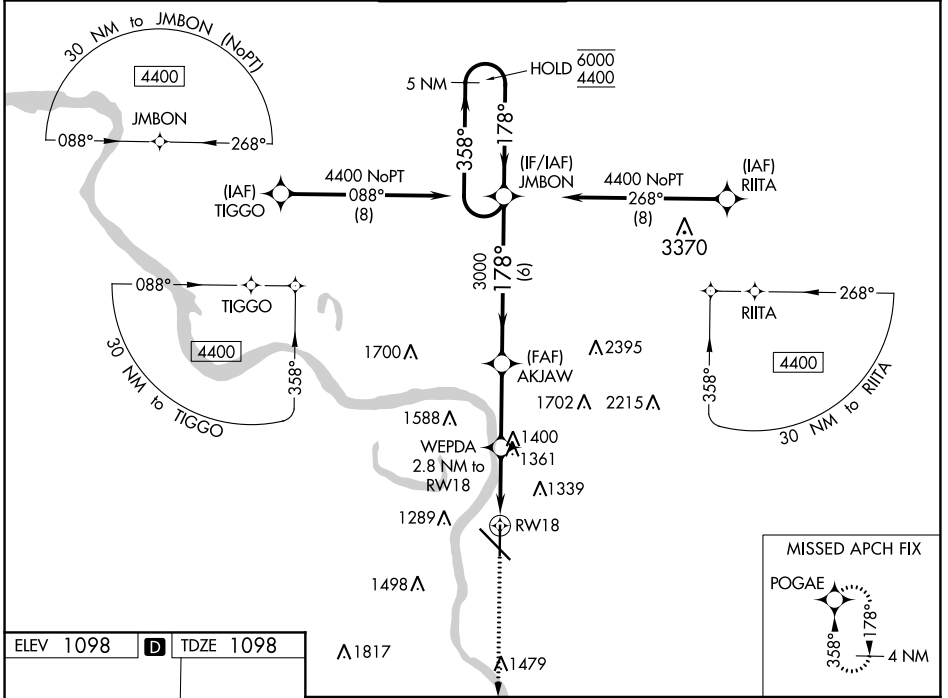 30 NM to JMBON (NoPT)
4400
JMBON
088°
268°
5 NM
HOLD
6000
4400
358°
178°
(IF/IAF)
JMBON
(IAF)
TIGGO
4400 NoPT
088°
(8)
4400 NoPT
268°
(8)
(IAF)
RIITA
3370
3000
178°
(6)
088°
TIGGO
4400
358°
30 NM to TIGGO
268°
RIITA
4400
358°
30 NM to RIITA
1700
(FAF)
AKJAW
2395
1702
2215
1588
WEPDA
2.8 NM to
RW18
1400
1361
1339
1289
RW18
1498
1817
1479
MISSED APCH FIX
POGAE
358°
178°
4 NM
ELEV 1098
D
TDZE 1098